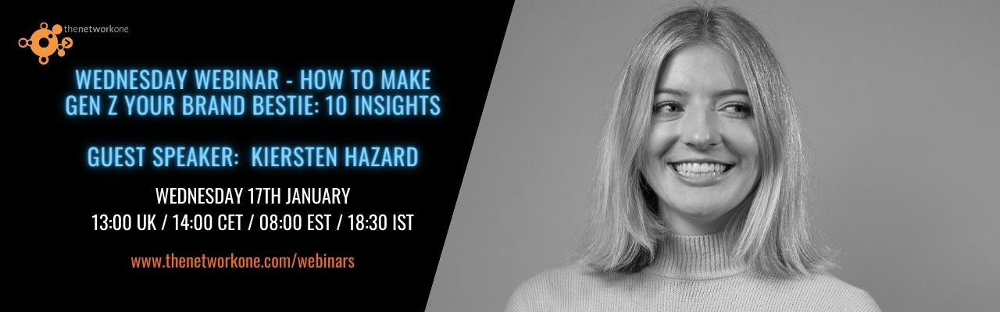 thenetworkone
WEDNESDAY WEBINAR - HOW TO MAKE
GEN Z YOUR BRAND BESTIE: 10 INSIGHTS
GUEST SPEAKER: KIERSTEN HAZARD
WEDNESDAY 17TH JANUARY
13:00 UK / 14:00 CET / 08:00 EST / 18:30 IST
www.thenetworkone.com/webinars